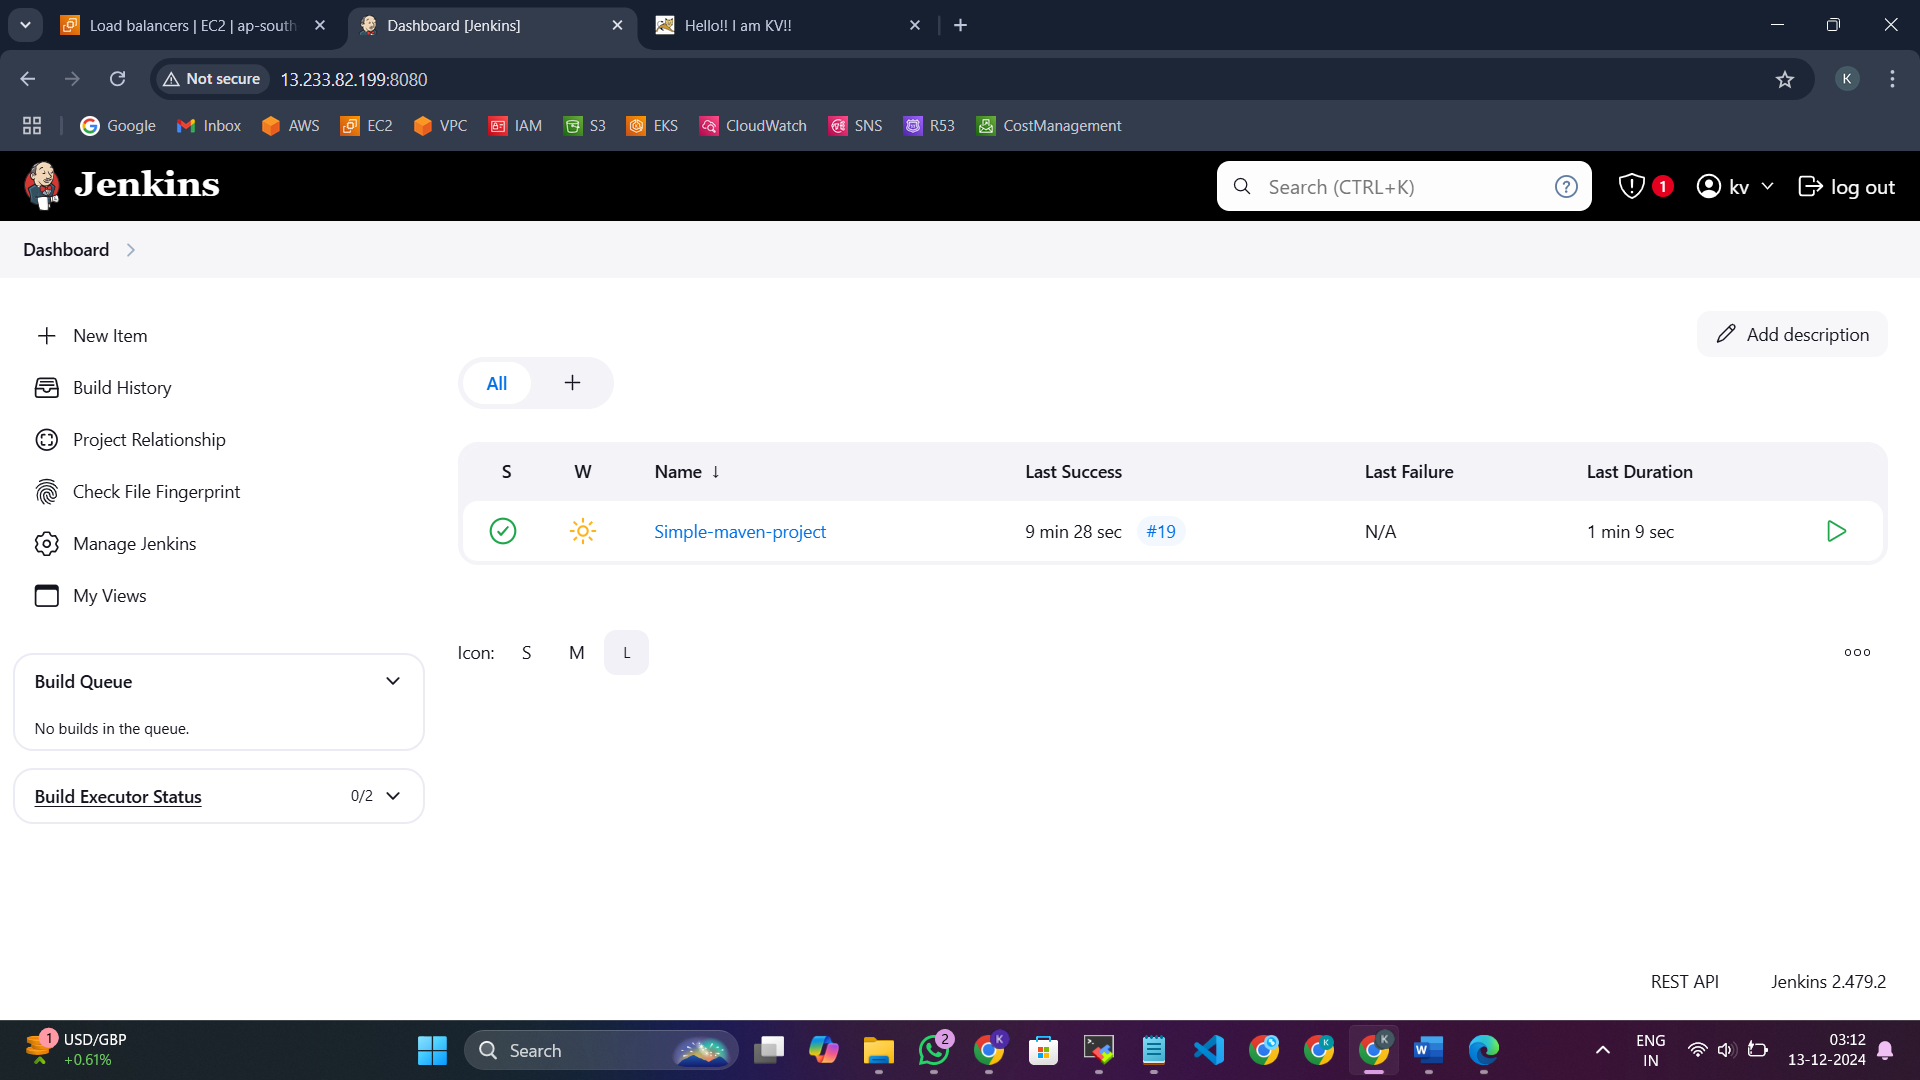 Load balancers | EC2 | ap-south
Dashboard [Jenkins]
Hello!! I am KV!!
Not secure
13.233.82.199:8080
K
Google
Inbox
AWS
EC2
VPC
IAM
S3
EKS
CloudWatch
SNS
R53
CostManagement
Jenkins
Search (CTRL+K)
?
1
kv
log out
Dashboard
New Item
Build History
Project Relationship
Check File Fingerprint
Manage Jenkins
My Views
Build Queue
No builds in the queue.
Build Executor Status
0/2
Add description
All
S W Name ↓ Last Success Last Failure Last Duration
Simple-maven-project 9 min 28 sec #19 N/A 1 min 9 sec
Icon: S M L
REST API
Jenkins 2.479.2
1
USD/GBP
+0.61%
Search
2
K
K
K
W
ENG
IN
03:12
13-12-2024